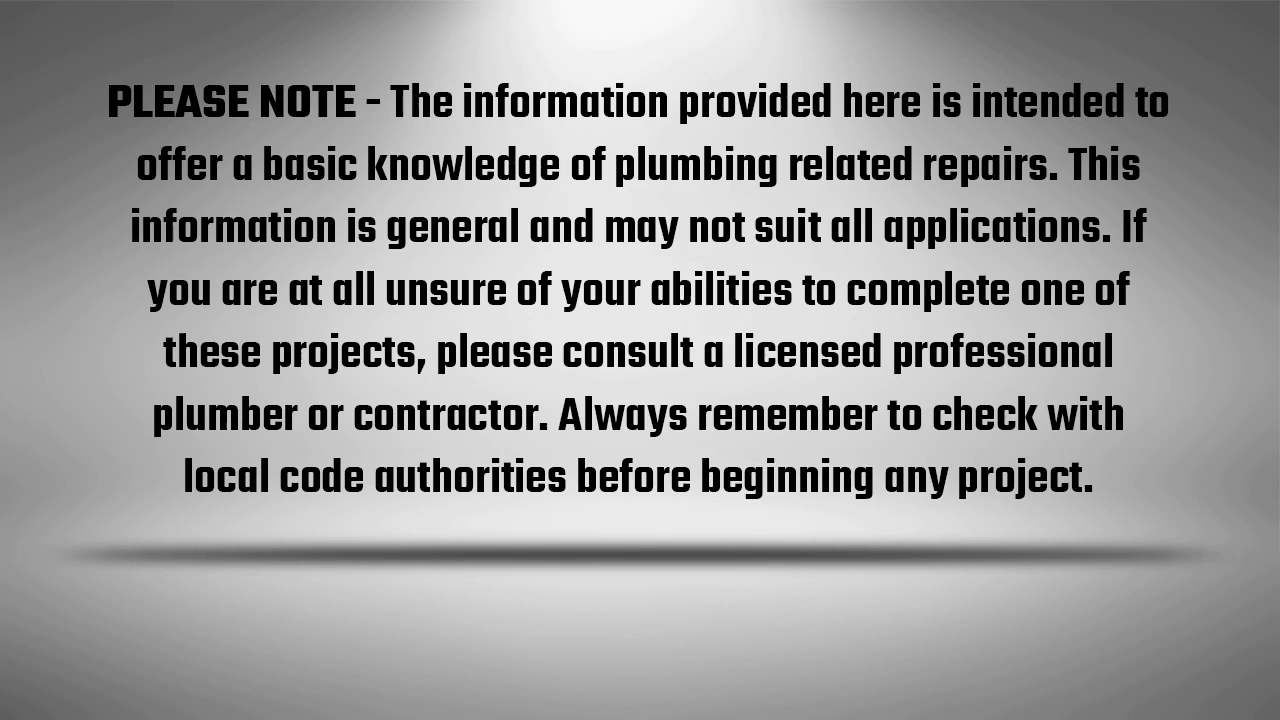 PLEASE NOTE - The information provided here is intended to
offer a basic knowledge of plumbing related repairs. This
information is general and may not suit all applications. If
you are at all unsure of your abilities to complete one of
these projects, please consult a licensed professional
plumber or contractor. Always remember to check with
local code authorities before beginning any project.